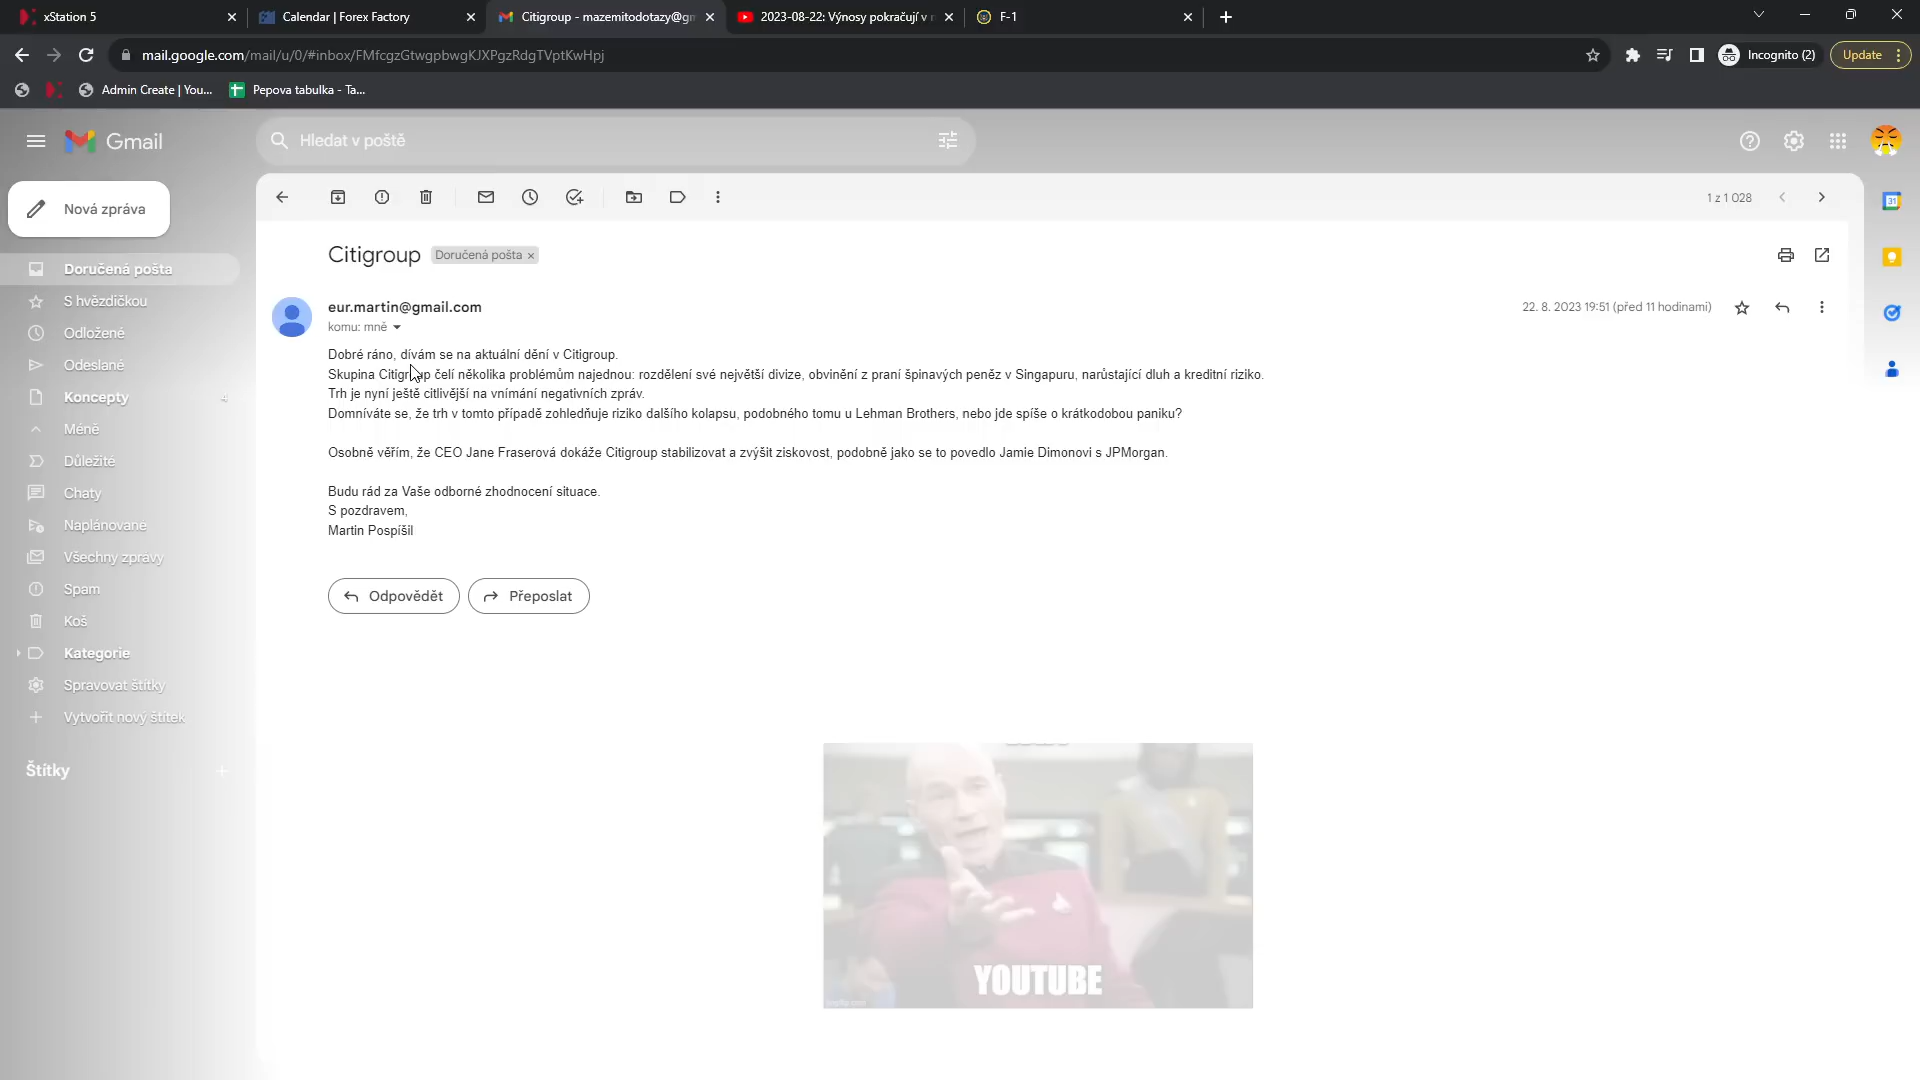 xStation 5
Calendar | Forex Factory
Citigroup - mazemitodotazy@gm
2023-08-22: Výnosy pokračují v
F-1
mail.google.com/mail/u/0/#inbox/FMfcgzGtwgpbwgKJXPgzRdgTVptKwHpj
Incognito (2)
Update
Admin Create | You...
Pepova tabulka - Ta...
Gmail
Hledat v poště
Nová zpráva
1 z 1 028
Citigroup
Doručená pošta ×
Doručená pošta
S hvězdičkou
Odložené
Odeslané
Koncepty
4
Méně
Důležité
Chaty
Naplánované
Všechny zprávy
Spam
Koš
Kategorie
Spravovat štítky
Vytvořit nový štítek
Štítky
eur.martin@gmail.com
22. 8. 2023 19:51 (před 11 hodinami)
komu: mně
Dobré ráno, dívám se na aktuální dění v Citigroup.
Skupina Citigroup čelí několika problémům najednou: rozdělení své největší divize, obvinění z praní špinavých peněz v Singapuru, narůstající dluh a kreditní riziko.
Trh je nyní ještě citlivější na vnímání negativních zpráv.
Domníváte se, že trh v tomto případě zohledňuje riziko dalšího kolapsu, podobného tomu u Lehman Brothers, nebo jde spíše o krátkodobou paniku?
Osobně věřím, že CEO Jane Fraserová dokáže Citigroup stabilizovat a zvýšit ziskovost, podobně jako se to povedlo Jamie Dimonovi s JPMorgan.
Budu rád za Vaše odborné zhodnocení situace.
S pozdravem,
Martin Pospíšil
Odpovědět
Přeposlat
31
YOUTUBE
imgflip.com